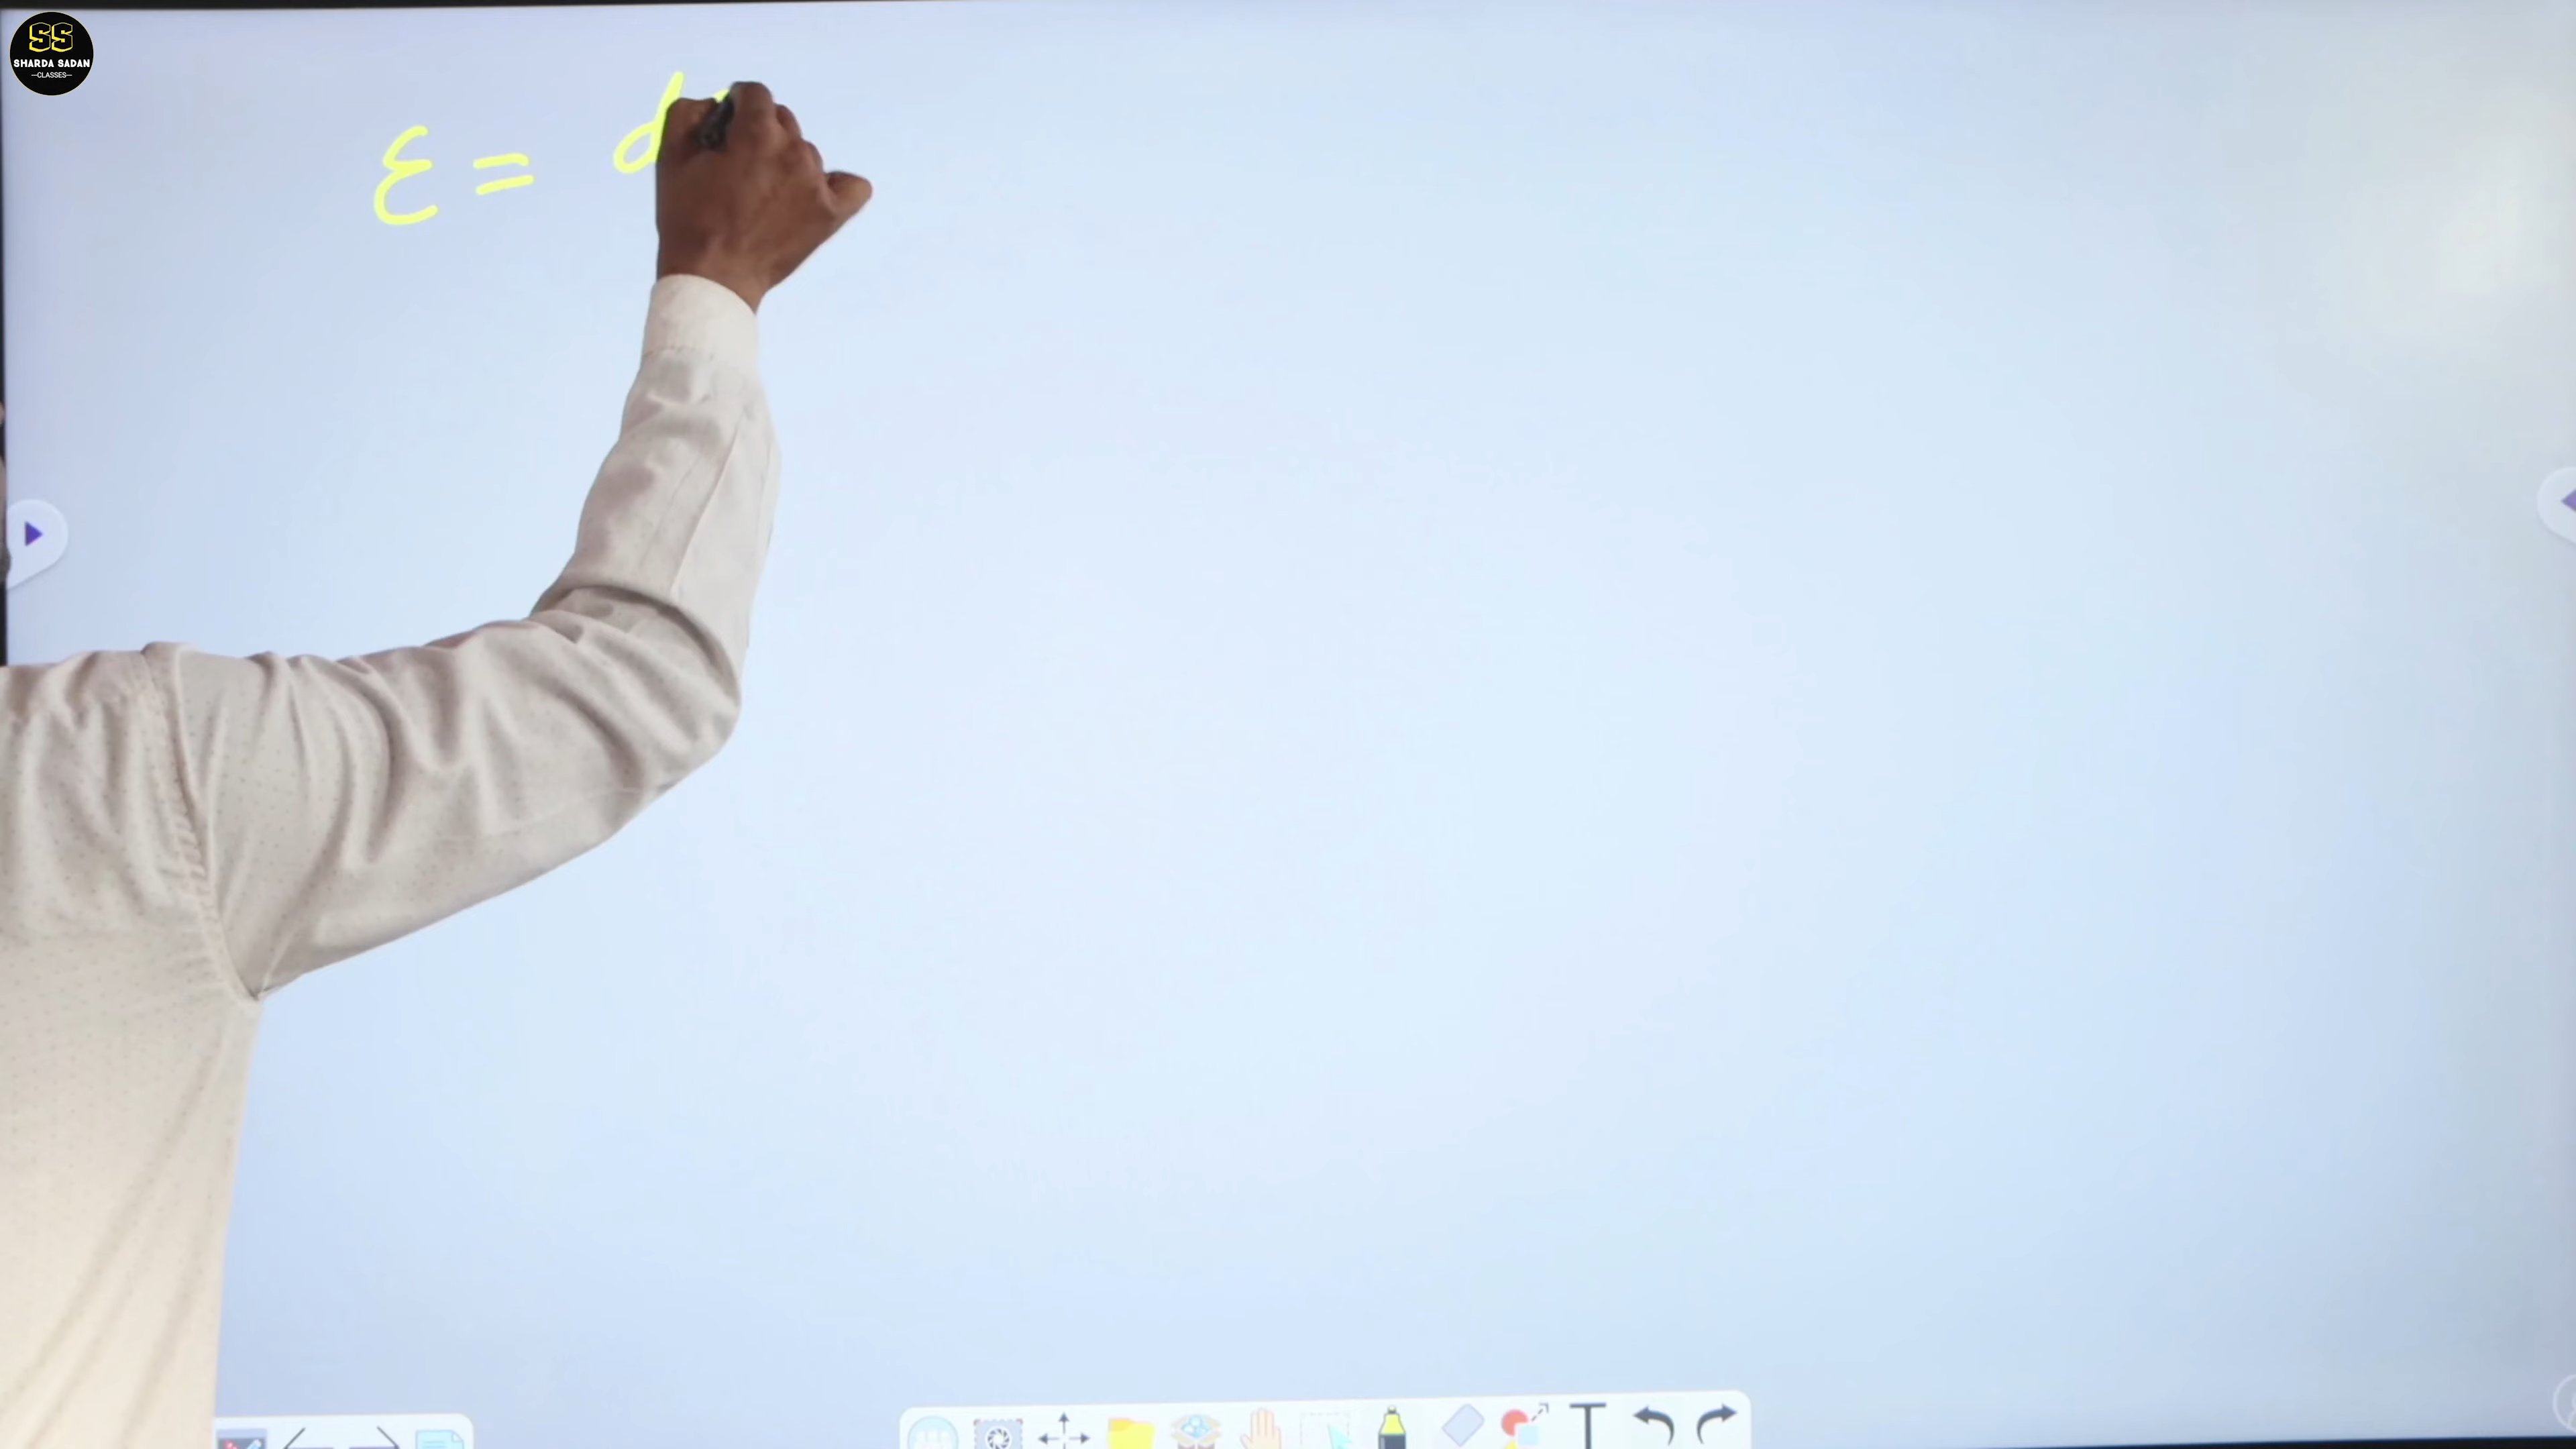 SS
SHARDA SADAN
CLASSES
ε = d
T